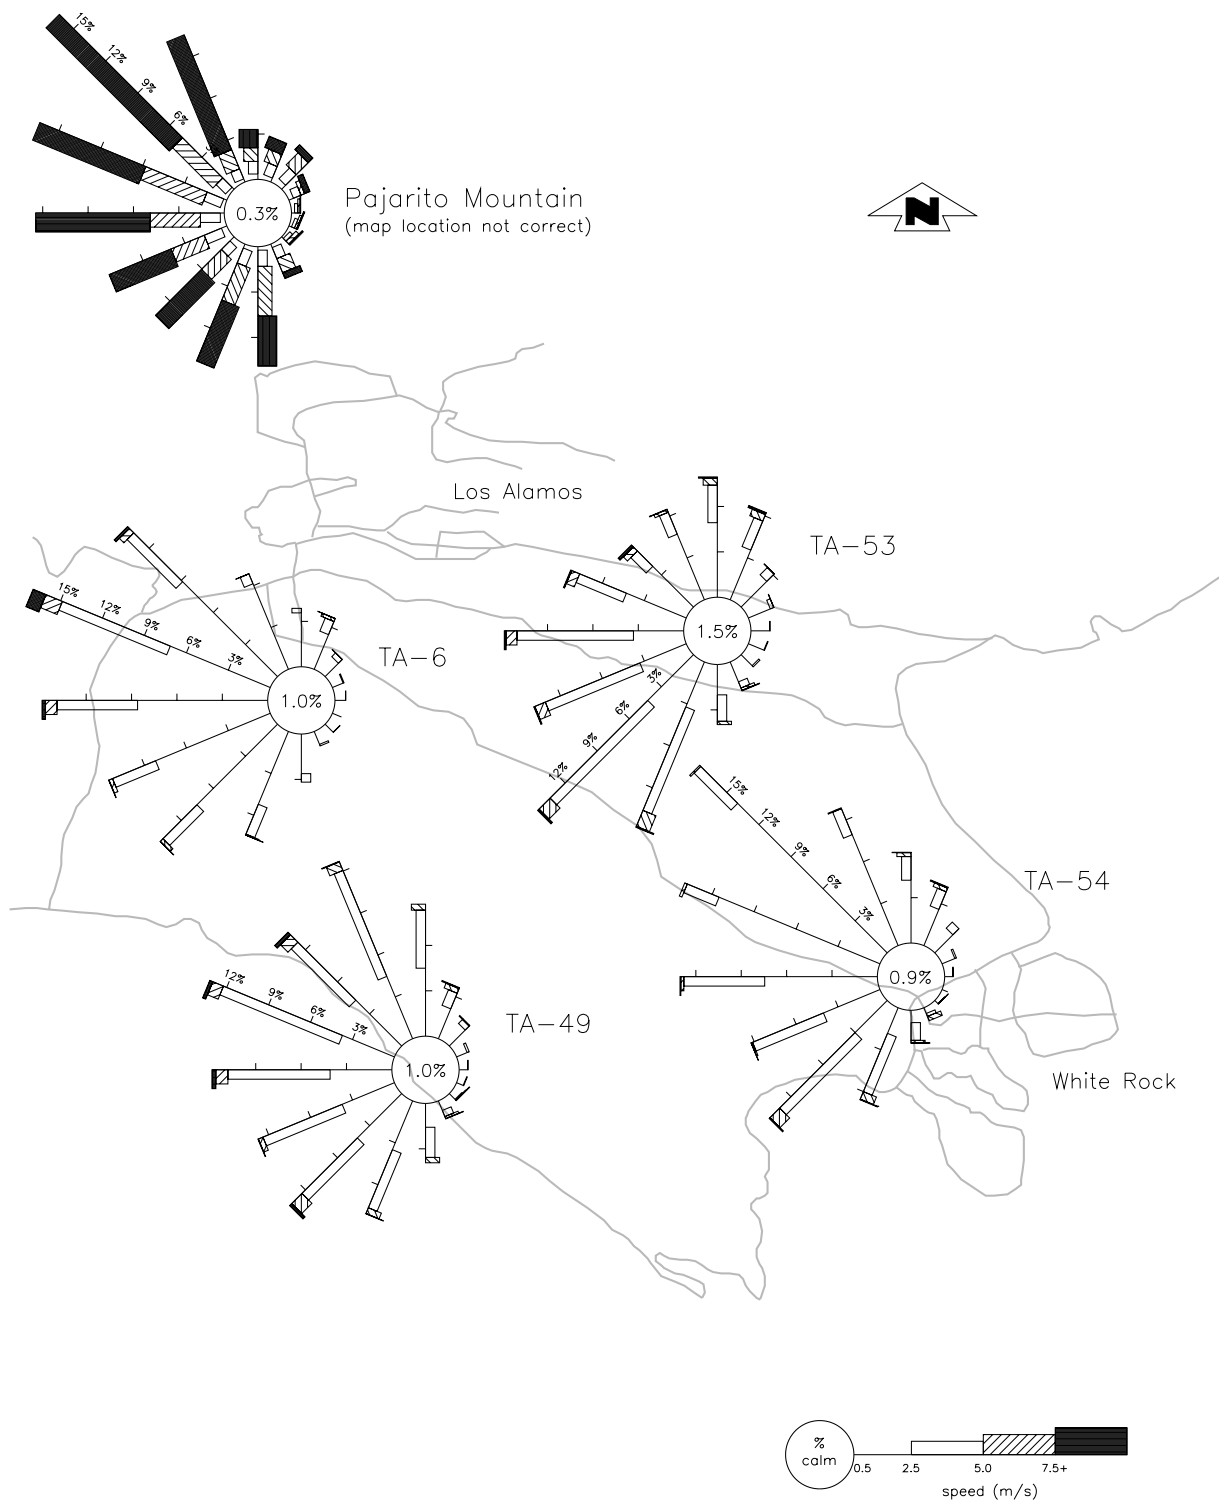 15%
12%
9%
6%
0.3%
Pajarito Mountain
(map location not correct)
N
Los Alamos
TA-53
15%
12%
9%
6%
3%
TA-6
1.0%
1.5%
3%
6%
9%
12%
15%
12%
9%
6%
3%
TA-54
0.9%
12%
9%
6%
3%
TA-49
1.0%
White Rock
%
calm
0.5
2.5
5.0
7.5+
speed (m/s)